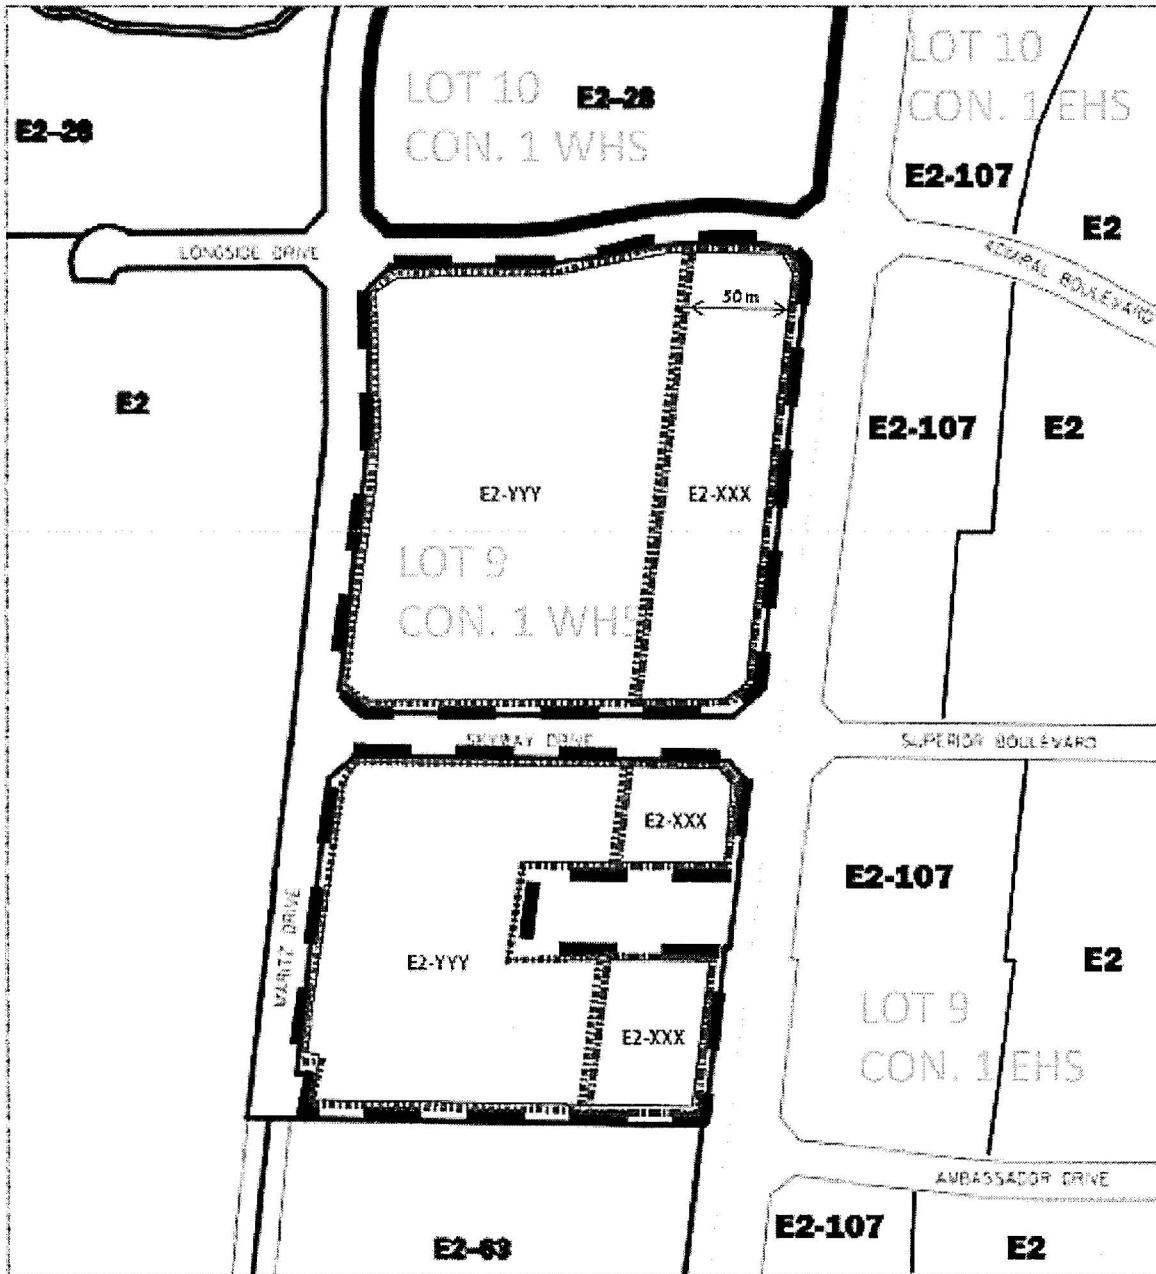 LOT 10
CON. 1 WHS
E2-28
LOT 10
CON. 1 EHS
E2-107
E2
LONGSIDE DRIVE
ADMIRAL BOULEVARD
50 m
E2
E2-107
E2
E2-YYY
E2-XXX
LOT 9
CON. 1 WHS
SKYWAY DRIVE
SUPERIOR BOULEVARD
E2-XXX
E2-107
MARITZ DRIVE
E2-YYY
E2
LOT 9
CON. 1 EHS
E2-XXX
AMBASSADOR DRIVE
E2-107
E2
E2-63